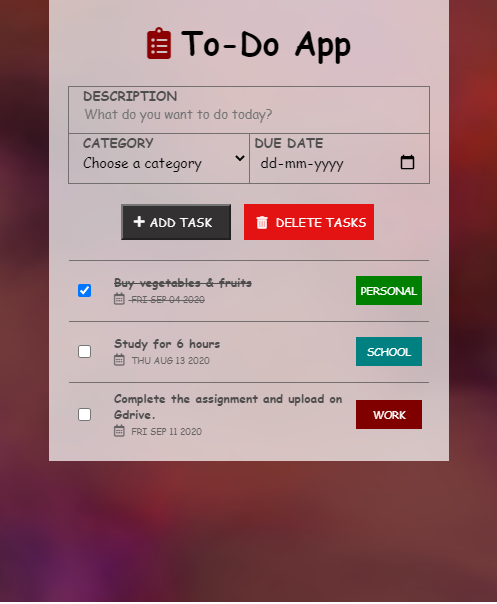 To-Do App
DESCRIPTION
What do you want to do today?
CATEGORY
Choose a category
DUE DATE
dd-mm-yyyy
ADD TASK
DELETE TASKS
Buy vegetables & fruits
FRI SEP 04 2020
PERSONAL
Study for 6 hours
THU AUG 13 2020
SCHOOL
Complete the assignment and upload on
Gdrive.
FRI SEP 11 2020
WORK